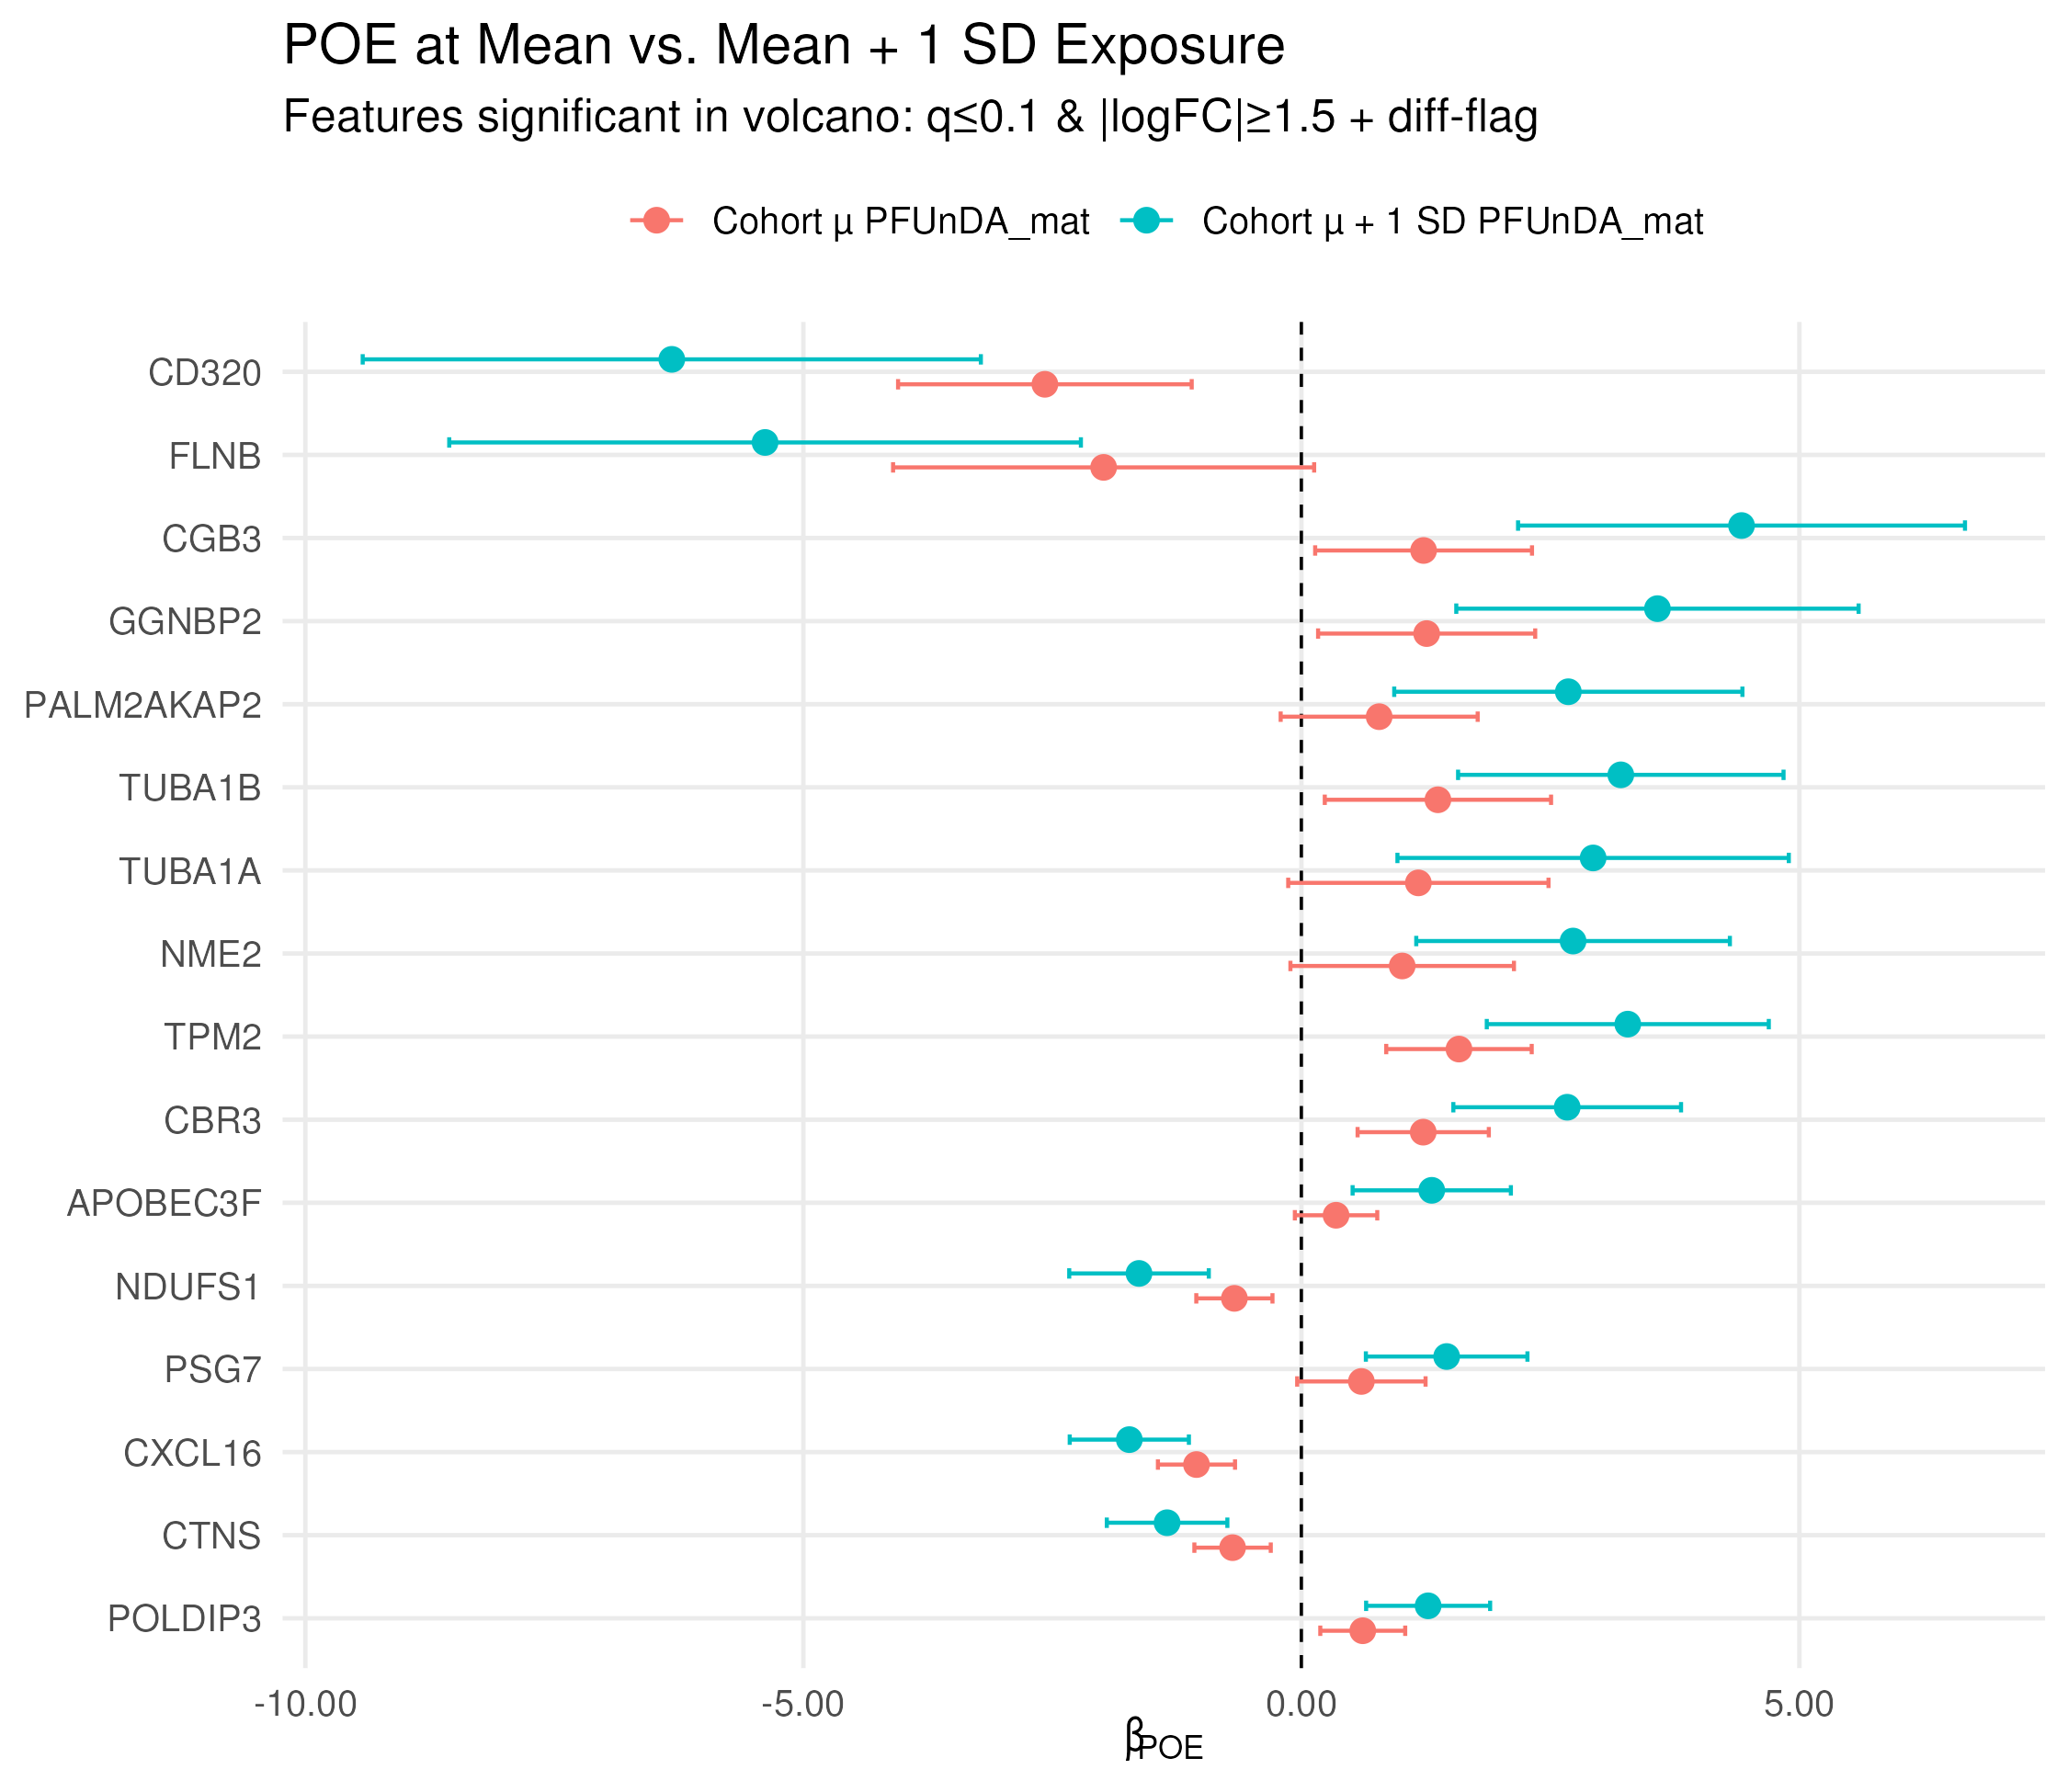 POE at Mean vs. Mean + 1 SD Exposure
Features significant in volcano: q≤0.1 & |logFC|≥1.5 + diff-flag
Cohort μ PFUnDA_mat
Cohort μ + 1 SD PFUnDA_mat
CD320
FLNB
CGB3
GGNBP2
PALM2AKAP2
TUBA1B
TUBA1A
NME2
TPM2
CBR3
APOBEC3F
NDUFS1
PSG7
CXCL16
CTNS
POLDIP3
-10.00
-5.00
0.00
5.00
βPOE